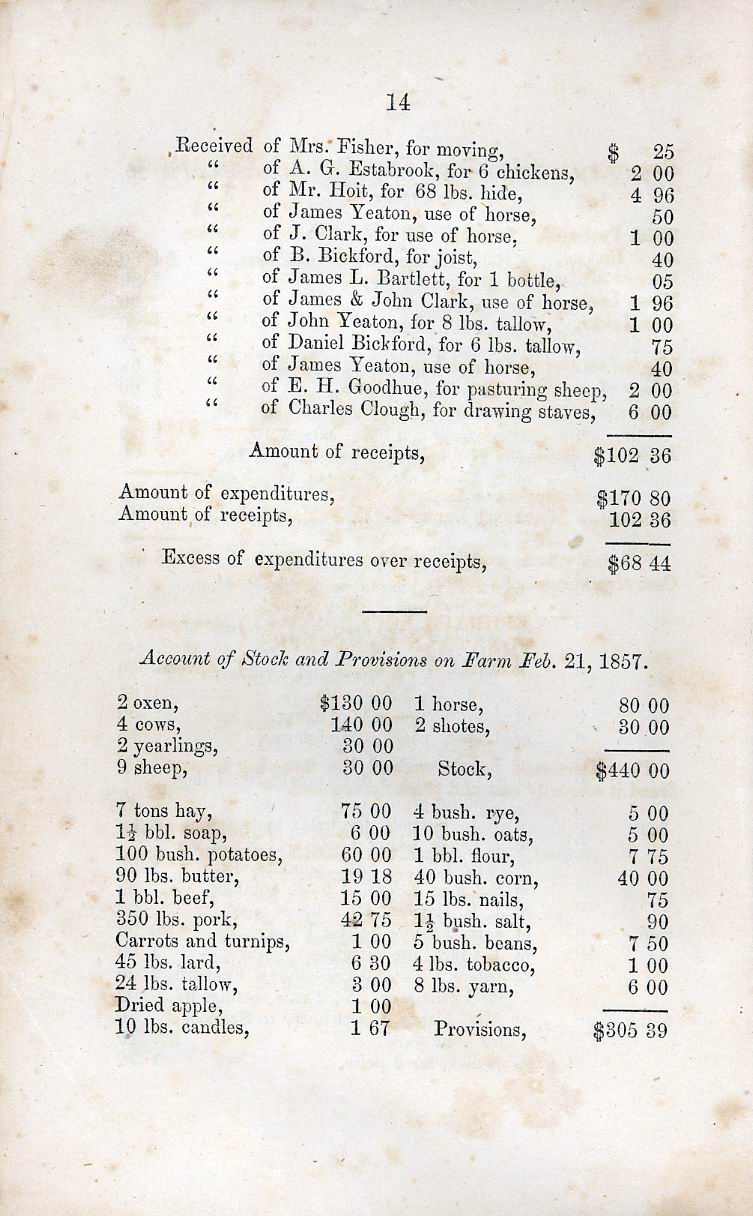 14
Received of Mrs. Fisher, for moving, $ 25
“ of A. G. Estabrook, for 6 chickens, 2 00
“ of Mr. Hoit, for 68 lbs. hide, 4 96
“ of James Yeaton, use of horse, 50
“ of J. Clark, for use of horse, 1 00
“ of B. Bickford, for joist, 40
“ of James L. Bartlett, for 1 bottle, 05
“ of James & John Clark, use of horse, 1 96
“ of John Yeaton, for 8 lbs. tallow, 1 00
“ of Daniel Bickford, for 6 lbs. tallow, 75
“ of James Yeaton, use of horse, 40
“ of E. H. Goodhue, for pasturing sheep, 2 00
“ of Charles Clough, for drawing staves, 6 00
Amount of receipts, $102 36
Amount of expenditures, $170 80
Amount of receipts, 102 36
Excess of expenditures over receipts, $68 44
Account of Stock and Provisions on Farm Feb. 21, 1857.
2 oxen, $130 00 1 horse, 80 00
4 cows, 140 00 2 shotes, 30 00
2 yearlings, 30 00
9 sheep, 30 00 Stock, $440 00
7 tons hay, 75 00 4 bush. rye, 5 00
1½ bbl. soap, 6 00 10 bush. oats, 5 00
100 bush. potatoes, 60 00 1 bbl. flour, 7 75
90 lbs. butter, 19 18 40 bush. corn, 40 00
1 bbl. beef, 15 00 15 lbs. nails, 75
350 lbs. pork, 42 75 1½ bush. salt, 90
Carrots and turnips, 1 00 5 bush. beans, 7 50
45 lbs. lard, 6 30 4 lbs. tobacco, 1 00
24 lbs. tallow, 3 00 8 lbs. yarn, 6 00
Dried apple, 1 00
10 lbs. candles, 1 67 Provisions, $305 39